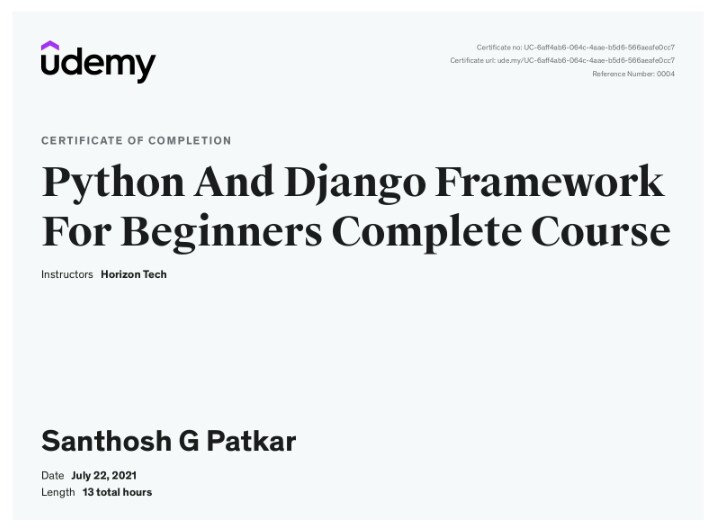 udemy
Certificate no: UC-6aff4ab6-064c-4aae-b5d6-566aeafe0cc7
Certificate url: ude.my/UC-6aff4ab6-064c-4aae-b5d6-566aeafe0cc7
Reference Number: 0004
CERTIFICATE OF COMPLETION
Python And Django Framework
For Beginners Complete Course
Instructors Horizon Tech
Santhosh G Patkar
Date July 22, 2021
Length 13 total hours